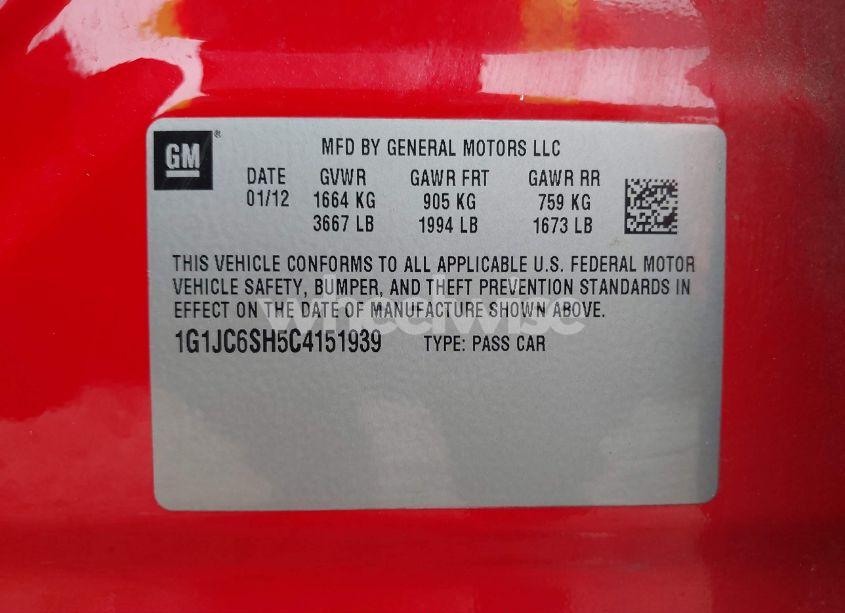 GM®
MFD BY GENERAL MOTORS LLC
DATE GVWR GAWR FRT GAWR RR
01/12 1664 KG 905 KG 759 KG
3667 LB 1994 LB 1673 LB
THIS VEHICLE CONFORMS TO ALL APPLICABLE U.S. FEDERAL MOTOR
VEHICLE SAFETY, BUMPER, AND THEFT PREVENTION STANDARDS IN
EFFECT ON THE DATE OF MANUFACTURE SHOWN ABOVE.
wheelwise
1G1JC6SH5C4151939 TYPE: PASS CAR